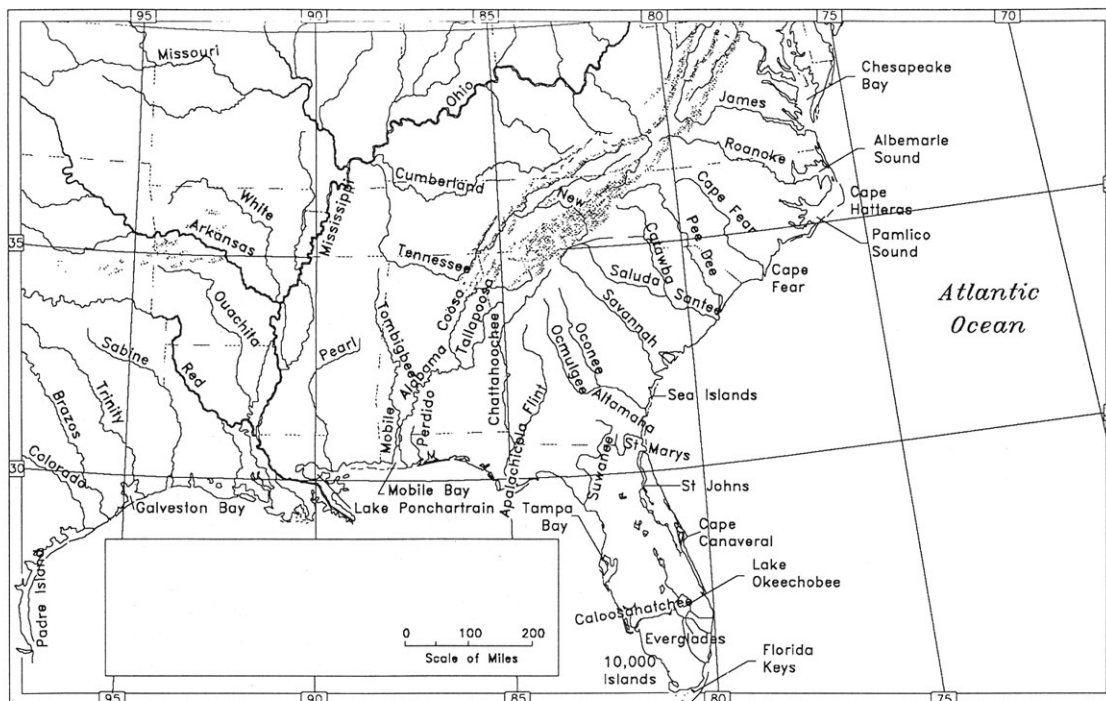 95
90
85
80
75
70
Missouri
Ohio
Chesapeake
Bay
James
Roanoke
Albemarle
Sound
Cumberland
New
Cape Fear
Cape
Hatteras
White
Mississippi
Arkansas
Pamlico
Sound
35
Tennessee
Catawba
Pee Dee
Saluda
Santee
Cape
Fear
Atlantic
Ocean
Ouachita
Coosa
Tallapoosa
Savannah
Tombigbee
Sabine
Pearl
Alabama
Chattahoochee
Oconee
Ocmulgee
Red
Trinity
Brazos
Mobile
Perdido
Flint
Altamaha
Sea Islands
Colorado
30
Apalachicola
Suwanee
St Marys
St Johns
Mobile Bay
Galveston Bay
Lake Ponchartrain
Tampa
Bay
Cape
Canaveral
Padre Island
Lake
Okeechobee
Caloosahatchee
0 100 200
Scale of Miles
Everglades
10,000
Islands
Florida
Keys
95
90
85
80
75